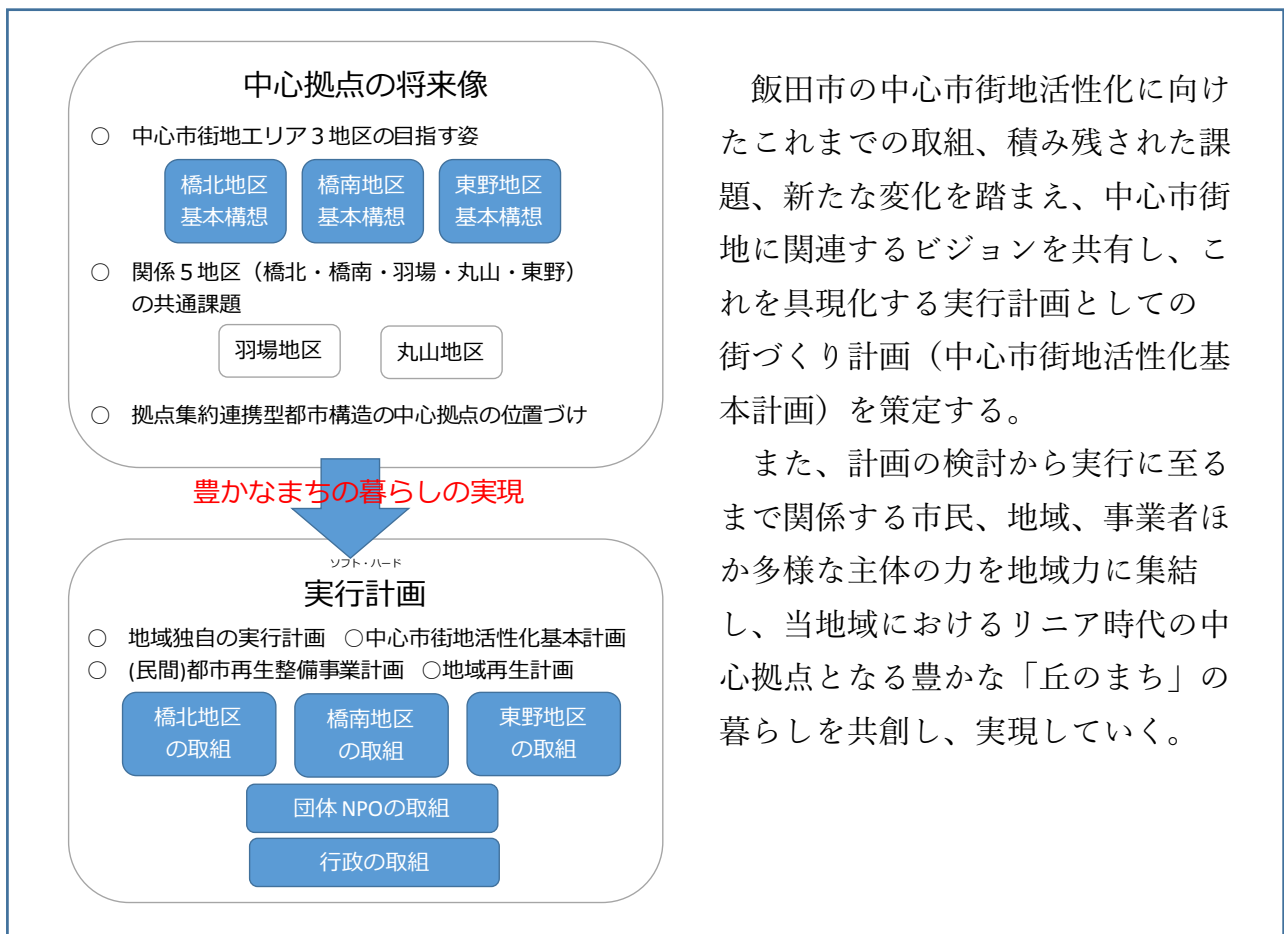 中心拠点の将来像
○　中心市街地エリア３地区の目指す姿
橋北地区
基本構想
橋南地区
基本構想
東野地区
基本構想
○　関係５地区（橋北・橋南・羽場・丸山・東野）
の共通課題
羽場地区
丸山地区
○　拠点集約連携型都市構造の中心拠点の位置づけ
豊かなまちの暮らしの実現
ソフト・ハード
実行計画
○　地域独自の実行計画　○中心市街地活性化基本計画
○　(民間)都市再生整備事業計画　○地域再生計画
橋北地区
の取組
橋南地区
の取組
東野地区
の取組
団体 NPOの取組
行政の取組
　飯田市の中心市街地活性化に向け
たこれまでの取組、積み残された課
題、新たな変化を踏まえ、中心市街
地に関連するビジョンを共有し、こ
れを具現化する実行計画としての
街づくり計画（中心市街地活性化基
本計画）を策定する。
　また、計画の検討から実行に至る
まで関係する市民、地域、事業者ほ
か多様な主体の力を地域力に集結
し、当地域におけるリニア時代の中
心拠点となる豊かな「丘のまち」の
暮らしを共創し、実現していく。